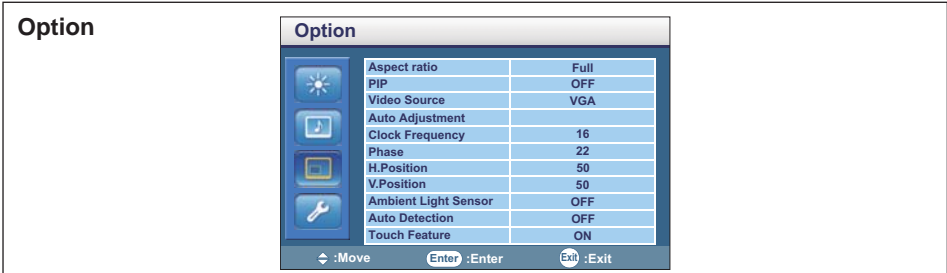 Option
Option
Aspect ratio Full
PIP OFF
Video Source VGA
Auto Adjustment
Clock Frequency 16
Phase 22
H.Position 50
V.Position 50
Ambient Light Sensor OFF
Auto Detection OFF
Touch Feature ON
:Move Enter :Enter Exit :Exit